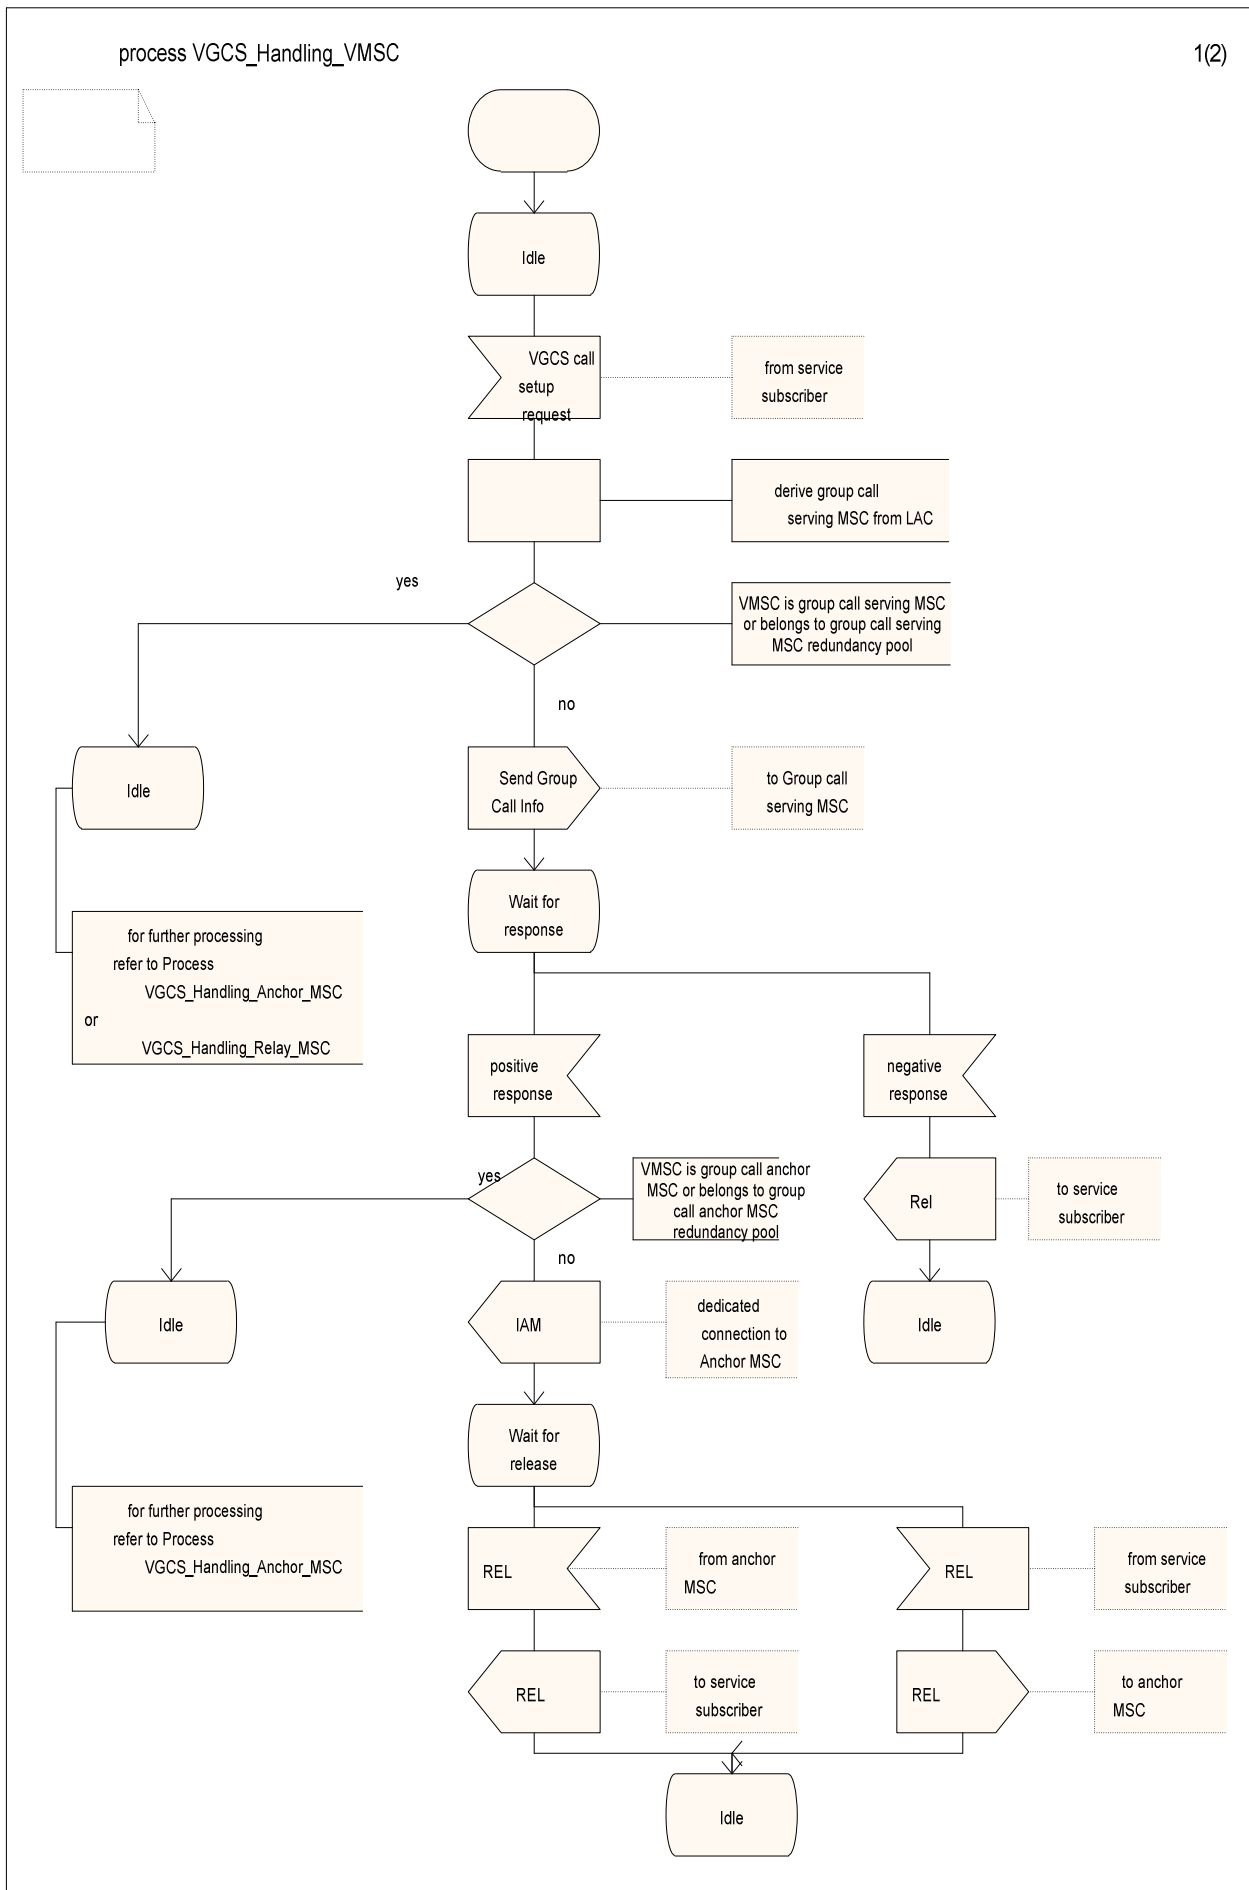 process VGCS_Handling_VMSC
1(2)
Idle
VGCS call
setup
request
from service
subscriber
derive group call
serving MSC from LAC
yes
VMSC is group call serving MSC
or belongs to group call serving
MSC redundancy pool
no
Idle
Send Group
Call Info
to Group call
serving MSC
Wait for
response
for further processing
refer to Process
VGCS_Handling_Anchor_MSC
or
VGCS_Handling_Relay_MSC
positive
response
negative
response
yes
VMSC is group call anchor
MSC or belongs to group
call anchor MSC
redundancy pool
Rel
to service
subscriber
no
Idle
IAM
dedicated
connection to
Anchor MSC
Idle
Wait for
release
for further processing
refer to Process
VGCS_Handling_Anchor_MSC
REL
from anchor
MSC
REL
from service
subscriber
REL
to service
subscriber
REL
to anchor
MSC
Idle